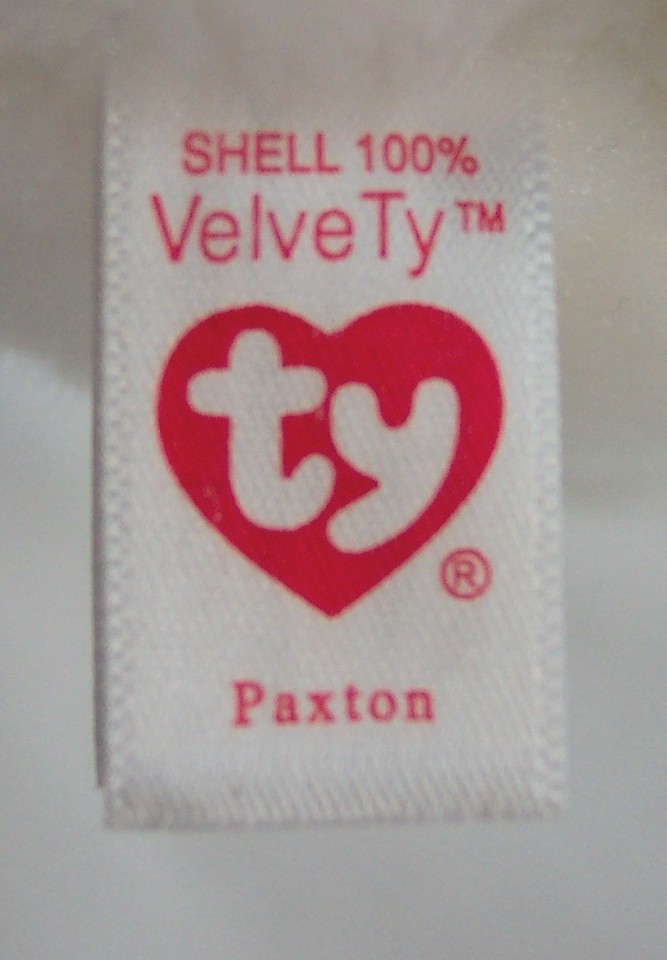 SHELL 100%
VelveTy™
ty
®
Paxton